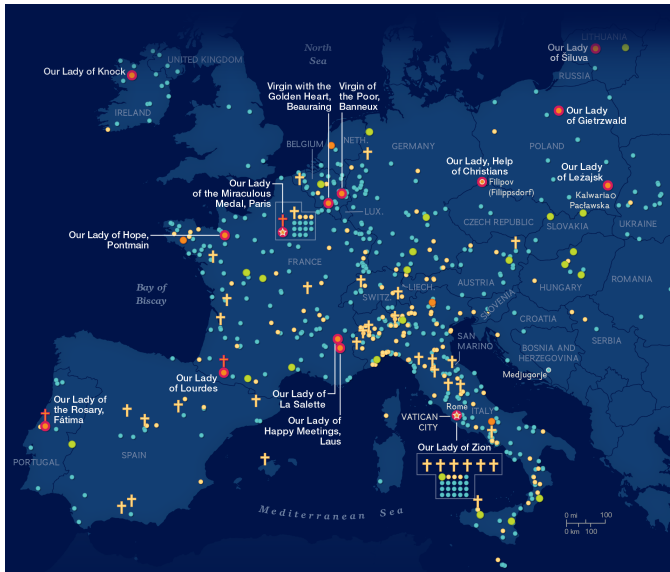 North
Sea
LITHUANIA
Our Lady
of Šiluva
RUSSIA
UNITED KINGDOM
Our Lady of Knock
IRELAND
Virgin with the
Golden Heart,
Beauraing
Virgin of
the Poor,
Banneux
Our Lady
of Gietrzwald
BELGIUM
NETH.
GERMANY
POLAND
Our Lady, Help
of Christians
Filipov
(Filippsdorf)
Our Lady
of Leżajsk
Kalwaria
Pacławska
Our Lady
of the Miraculous
Medal, Paris
LUX.
CZECH REPUBLIC
SLOVAKIA
UKRAINE
Our Lady of Hope,
Pontmain
FRANCE
Bay of
Biscay
LIECH.
SWITZ.
AUSTRIA
HUNGARY
ROMANIA
SLOVENIA
CROATIA
SAN
MARINO
BOSNIA AND
HERZEGOVINA
SERBIA
Medjugorje
Our Lady
of Lourdes
Our Lady of
La Salette
Our Lady of
Happy Meetings,
Laus
Our Lady of
the Rosary,
Fátima
PORTUGAL
SPAIN
Rome
ITALY
VATICAN
CITY
Our Lady of Zion
Mediterranean Sea
0 mi 100
0 km 100